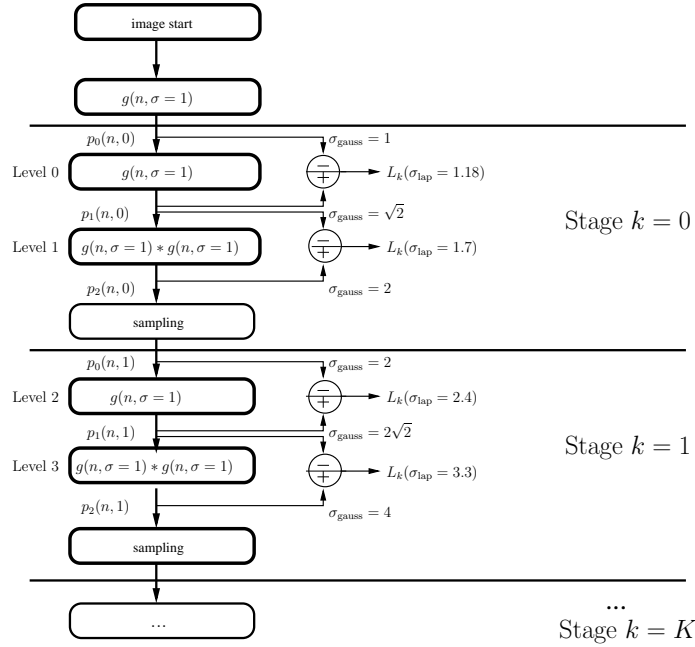 image start
g(n, σ = 1)
p₀(n, 0)
σ_gauss = 1
Level 0
g(n, σ = 1)
−
+
L_k(σ_lap = 1.18)
p₁(n, 0)
σ_gauss = √2
Stage k = 0
Level 1
g(n, σ = 1) ∗ g(n, σ = 1)
−
+
L_k(σ_lap = 1.7)
p₂(n, 0)
σ_gauss = 2
sampling
p₀(n, 1)
σ_gauss = 2
Level 2
g(n, σ = 1)
−
+
L_k(σ_lap = 2.4)
p₁(n, 1)
σ_gauss = 2√2
Stage k = 1
Level 3
g(n, σ = 1) ∗ g(n, σ = 1)
−
+
L_k(σ_lap = 3.3)
p₂(n, 1)
σ_gauss = 4
sampling
...
...
Stage k = K